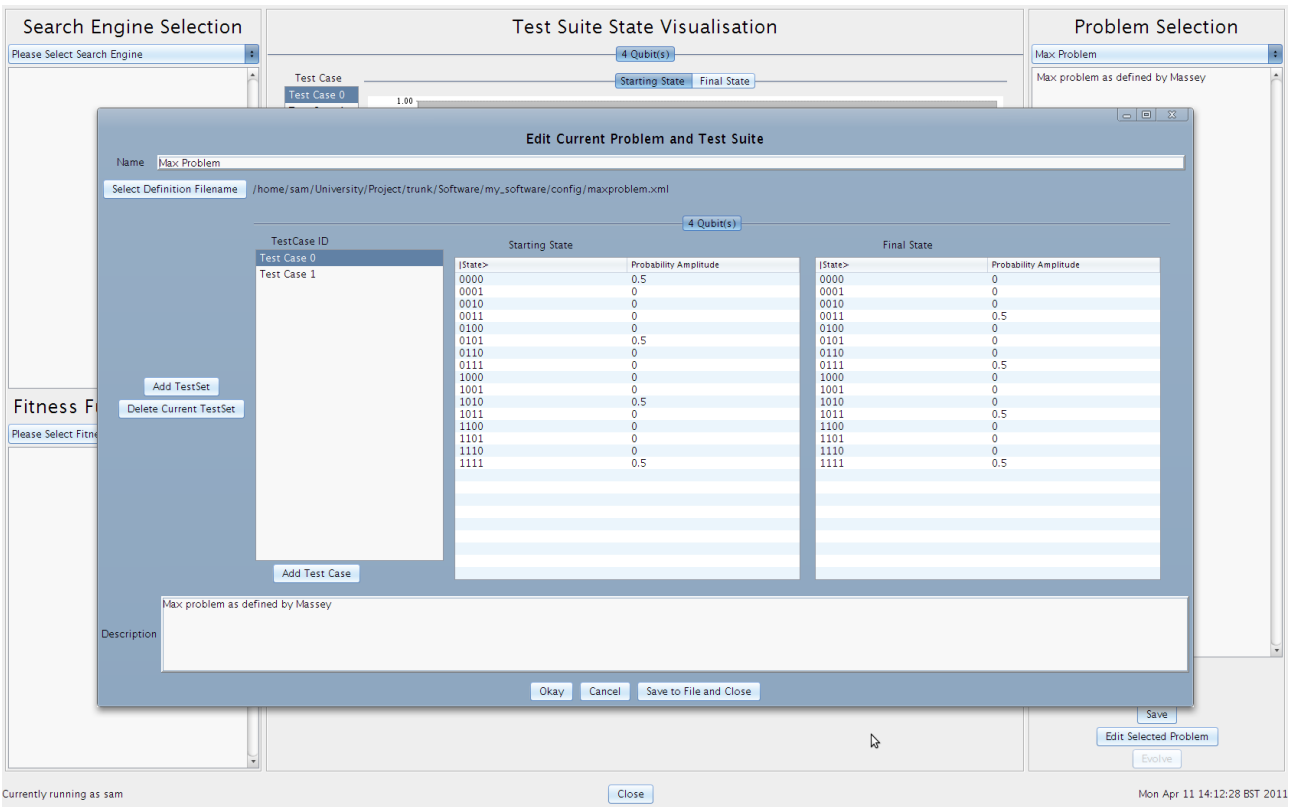 Search Engine Selection
Test Suite State Visualisation
Problem Selection
Please Select Search Engine
4 Qubit(s)
Max Problem
Test Case
Starting State Final State
Max problem as defined by Massey
Test Case 0
1.00
Edit Current Problem and Test Suite
Name Max Problem
Select Definition Filename /home/sam/University/Project/trunk/Software/my_software/config/maxproblem.xml
4 Qubit(s)
TestCase ID
Starting State
Final State
Test Case 0
Test Case 1
|State> Probability Amplitude |State> Probability Amplitude
0000 0.5 0000 0
0001 0 0001 0
0010 0 0010 0
0011 0 0011 0.5
0100 0 0100 0
0101 0.5 0101 0
0110 0 0110 0
0111 0 0111 0.5
1000 0 1000 0
1001 0 1001 0
1010 0.5 1010 0
1011 0 1011 0.5
1100 0 1100 0
1101 0 1101 0
1110 0 1110 0
1111 0.5 1111 0.5
Add TestSet
Delete Current TestSet
Fitness F
Please Select Fitne
Add Test Case
Max problem as defined by Massey
Description
Okay Cancel Save to File and Close
Save
Edit Selected Problem
Evolve
Currently running as sam
Close
Mon Apr 11 14:12:28 BST 2011